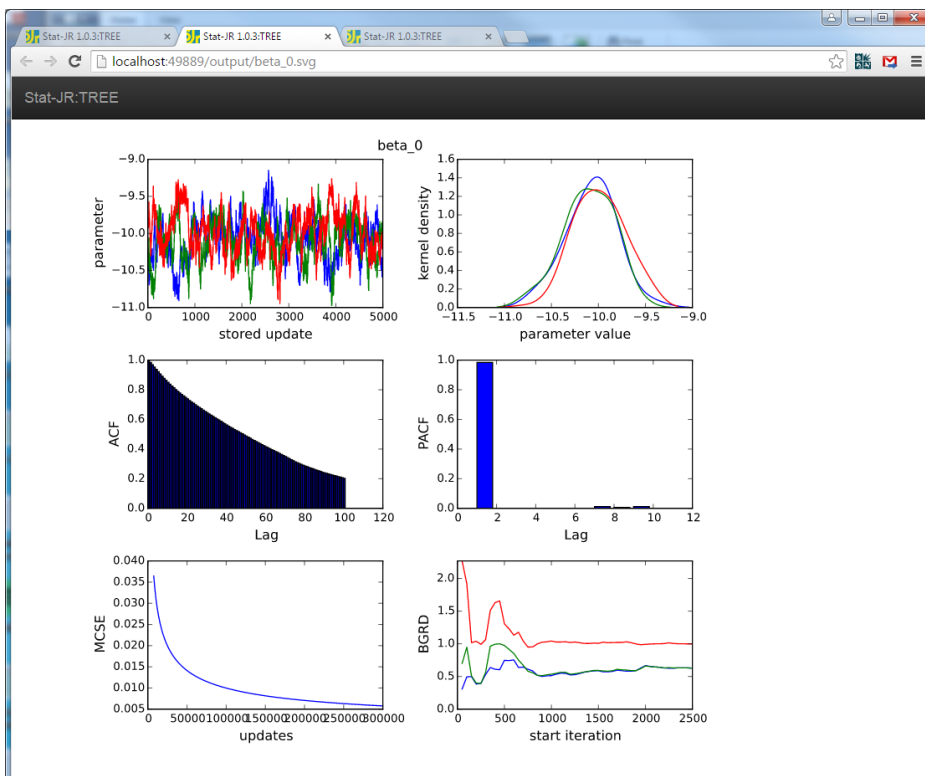 Stat-JR 1.0.3:TREE
Stat-JR 1.0.3:TREE
Stat-JR 1.0.3:TREE
localhost:49889/output/beta_0.svg
Stat-JR:TREE
beta_0
−9.0
−9.5
−10.0
−10.5
−11.0
parameter
0 1000 2000 3000 4000 5000
stored update
1.6
1.4
1.2
1.0
0.8
0.6
0.4
0.2
0.0
kernel density
−11.5 −11.0 −10.5 −10.0 −9.5 −9.0
parameter value
1.0
0.8
0.6
0.4
0.2
0.0
ACF
0 20 40 60 80 100 120
Lag
1.0
0.8
0.6
0.4
0.2
0.0
PACF
0 2 4 6 8 10 12
Lag
0.040
0.035
0.030
0.025
0.020
0.015
0.010
0.005
MCSE
0 50000 100000 150000 200000 250000 300000
updates
2.0
1.5
1.0
0.5
0.0
BGRD
0 500 1000 1500 2000 2500
start iteration